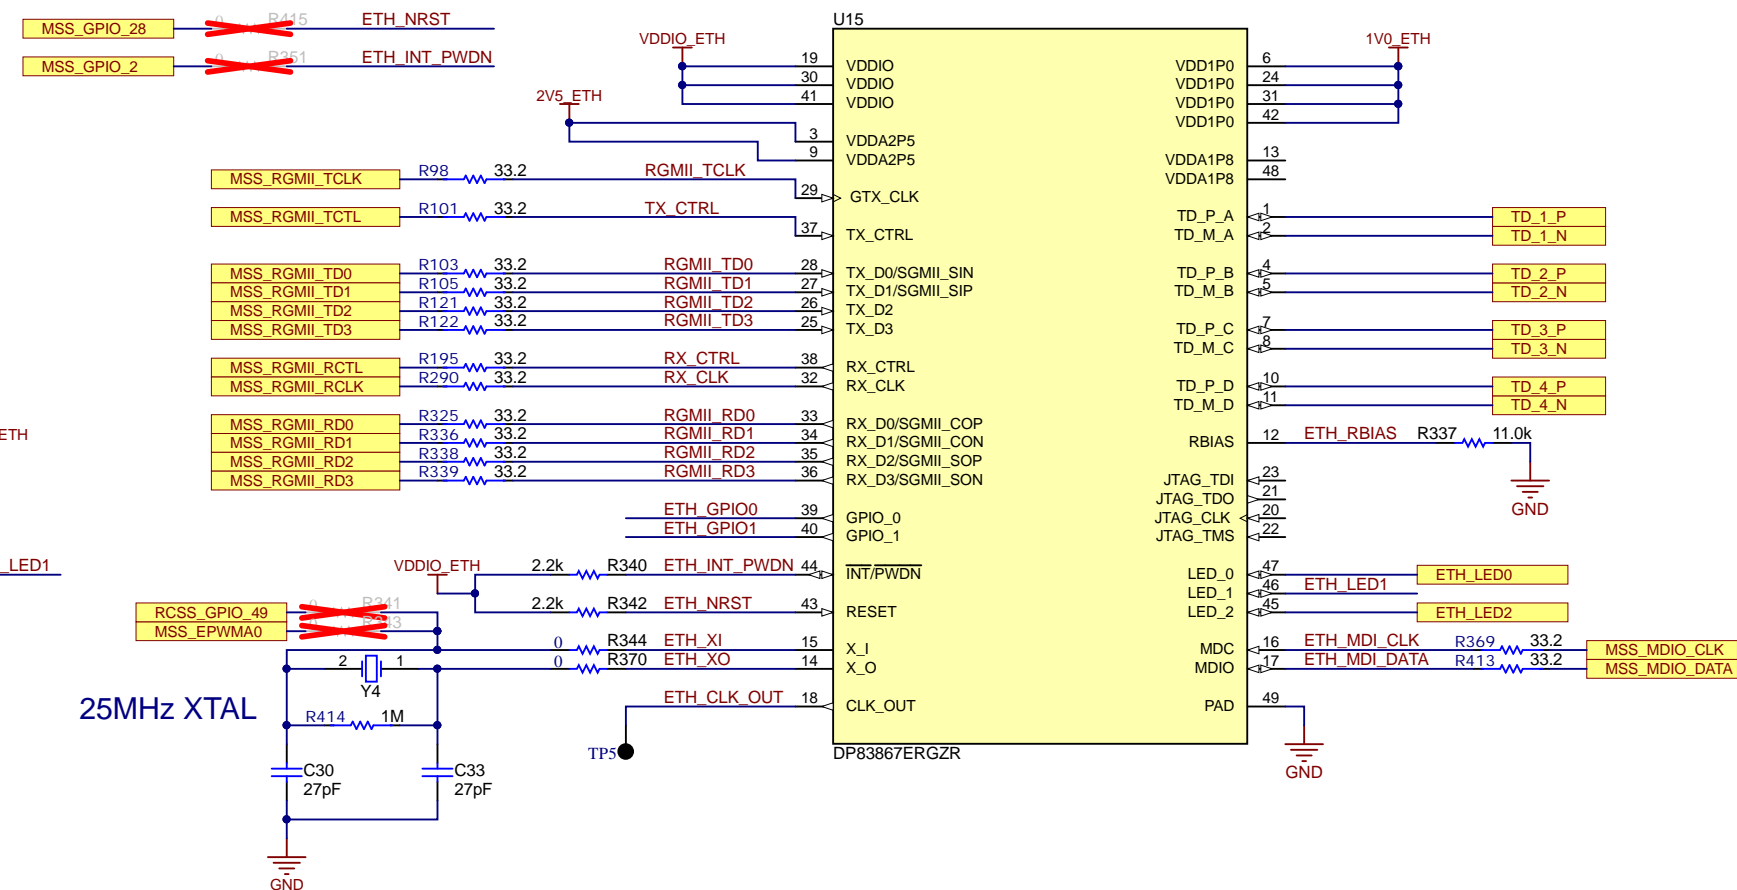 MSS_GPIO_28 0 R415 ETH_NRST
MSS_GPIO_2 0 R351 ETH_INT_PWDN
U15
VDDIO_ETH
1V0_ETH
2V5_ETH
19 VDDIO
30 VDDIO
41 VDDIO
3 VDDA2P5
9 VDDA2P5
MSS_RGMII_TCLK R98 33.2 RGMII_TCLK 29 GTX_CLK
MSS_RGMII_TCTL R101 33.2 TX_CTRL 37 TX_CTRL
MSS_RGMII_TD0 R103 33.2 RGMII_TD0 28 TX_D0/SGMII_SIN
MSS_RGMII_TD1 R105 33.2 RGMII_TD1 27 TX_D1/SGMII_SIP
MSS_RGMII_TD2 R121 33.2 RGMII_TD2 26 TX_D2
MSS_RGMII_TD3 R122 33.2 RGMII_TD3 25 TX_D3
MSS_RGMII_RCTL R195 33.2 RX_CTRL 38 RX_CTRL
MSS_RGMII_RCLK R290 33.2 RX_CLK 32 RX_CLK
MSS_RGMII_RD0 R325 33.2 RGMII_RD0 33 RX_D0/SGMII_COP
MSS_RGMII_RD1 R336 33.2 RGMII_RD1 34 RX_D1/SGMII_CON
MSS_RGMII_RD2 R338 33.2 RGMII_RD2 35 RX_D2/SGMII_SOP
MSS_RGMII_RD3 R339 33.2 RGMII_RD3 36 RX_D3/SGMII_SON
ETH
ETH_GPIO0 39 GPIO_0
ETH_GPIO1 40 GPIO_1
_LED1
VDDIO_ETH
2.2k R340 ETH_INT_PWDN 44 INT/PWDN
2.2k R342 ETH_NRST 43 RESET
RCSS_GPIO_49 0 R341
MSS_EPWMA0 0 R343
0 R344 ETH_XI 15 X_I
0 R370 ETH_XO 14 X_O
2 1
Y4
25MHz XTAL
R414 1M
ETH_CLK_OUT 18 CLK_OUT
TP5
C30
27pF
C33
27pF
GND
VDD1P0 6
VDD1P0 24
VDD1P0 31
VDD1P0 42
VDDA1P8 13
VDDA1P8 48
TD_P_A 1 TD_1_P
TD_M_A 2 TD_1_N
TD_P_B 4 TD_2_P
TD_M_B 5 TD_2_N
TD_P_C 7 TD_3_P
TD_M_C 8 TD_3_N
TD_P_D 10 TD_4_P
TD_M_D 11 TD_4_N
RBIAS 12 ETH_RBIAS R337 11.0k
GND
JTAG_TDI 23
JTAG_TDO 21
JTAG_CLK 20
JTAG_TMS 22
LED_0 47 ETH_LED0
LED_1 46 ETH_LED1
LED_2 45 ETH_LED2
MDC 16 ETH_MDI_CLK R369 33.2 MSS_MDIO_CLK
MDIO 17 ETH_MDI_DATA R413 33.2 MSS_MDIO_DATA
PAD 49
GND
DP83867ERGZR